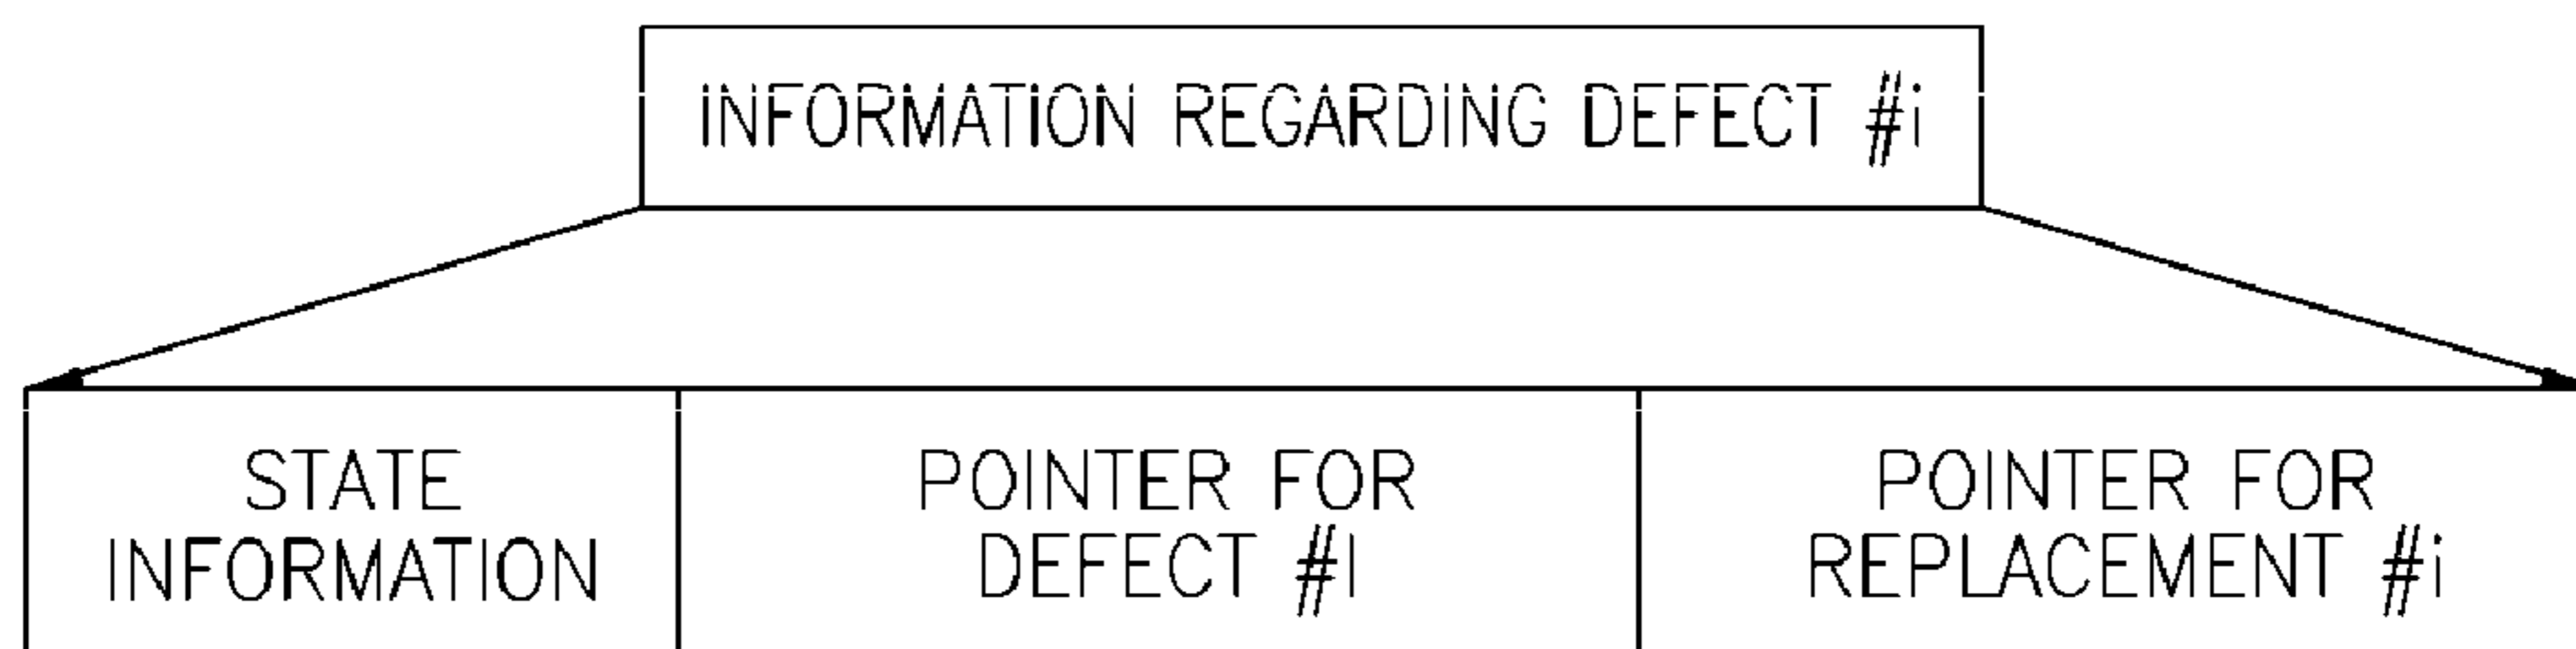 INFORMATION REGARDING DEFECT #i
STATE
INFORMATION
POINTER FOR
DEFECT #I
POINTER FOR
REPLACEMENT #i